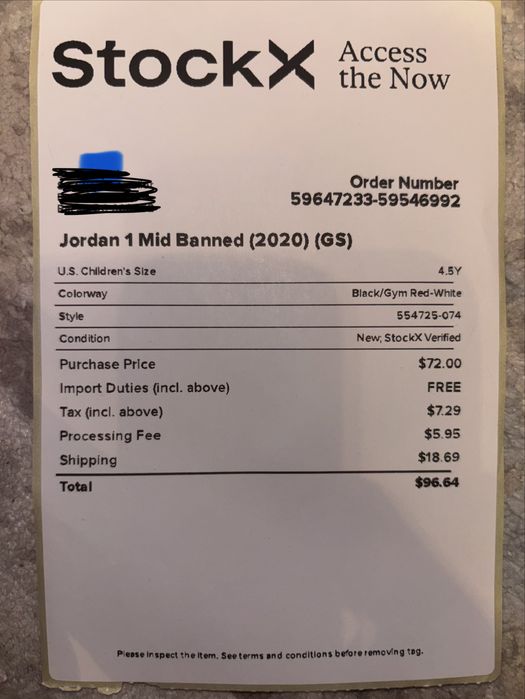 StockX Access
the Now
Order Number
59647233-59546992
Jordan 1 Mid Banned (2020) (GS)
U.S. Children's Size 4.5Y
Colorway Black/Gym Red-White
Style 554725-074
Condition New; StockX Verified
Purchase Price $72.00
Import Duties (incl. above) FREE
Tax (incl. above) $7.29
Processing Fee $5.95
Shipping $18.69
Total $96.64
Please inspect the item. See terms and conditions before removing tag.